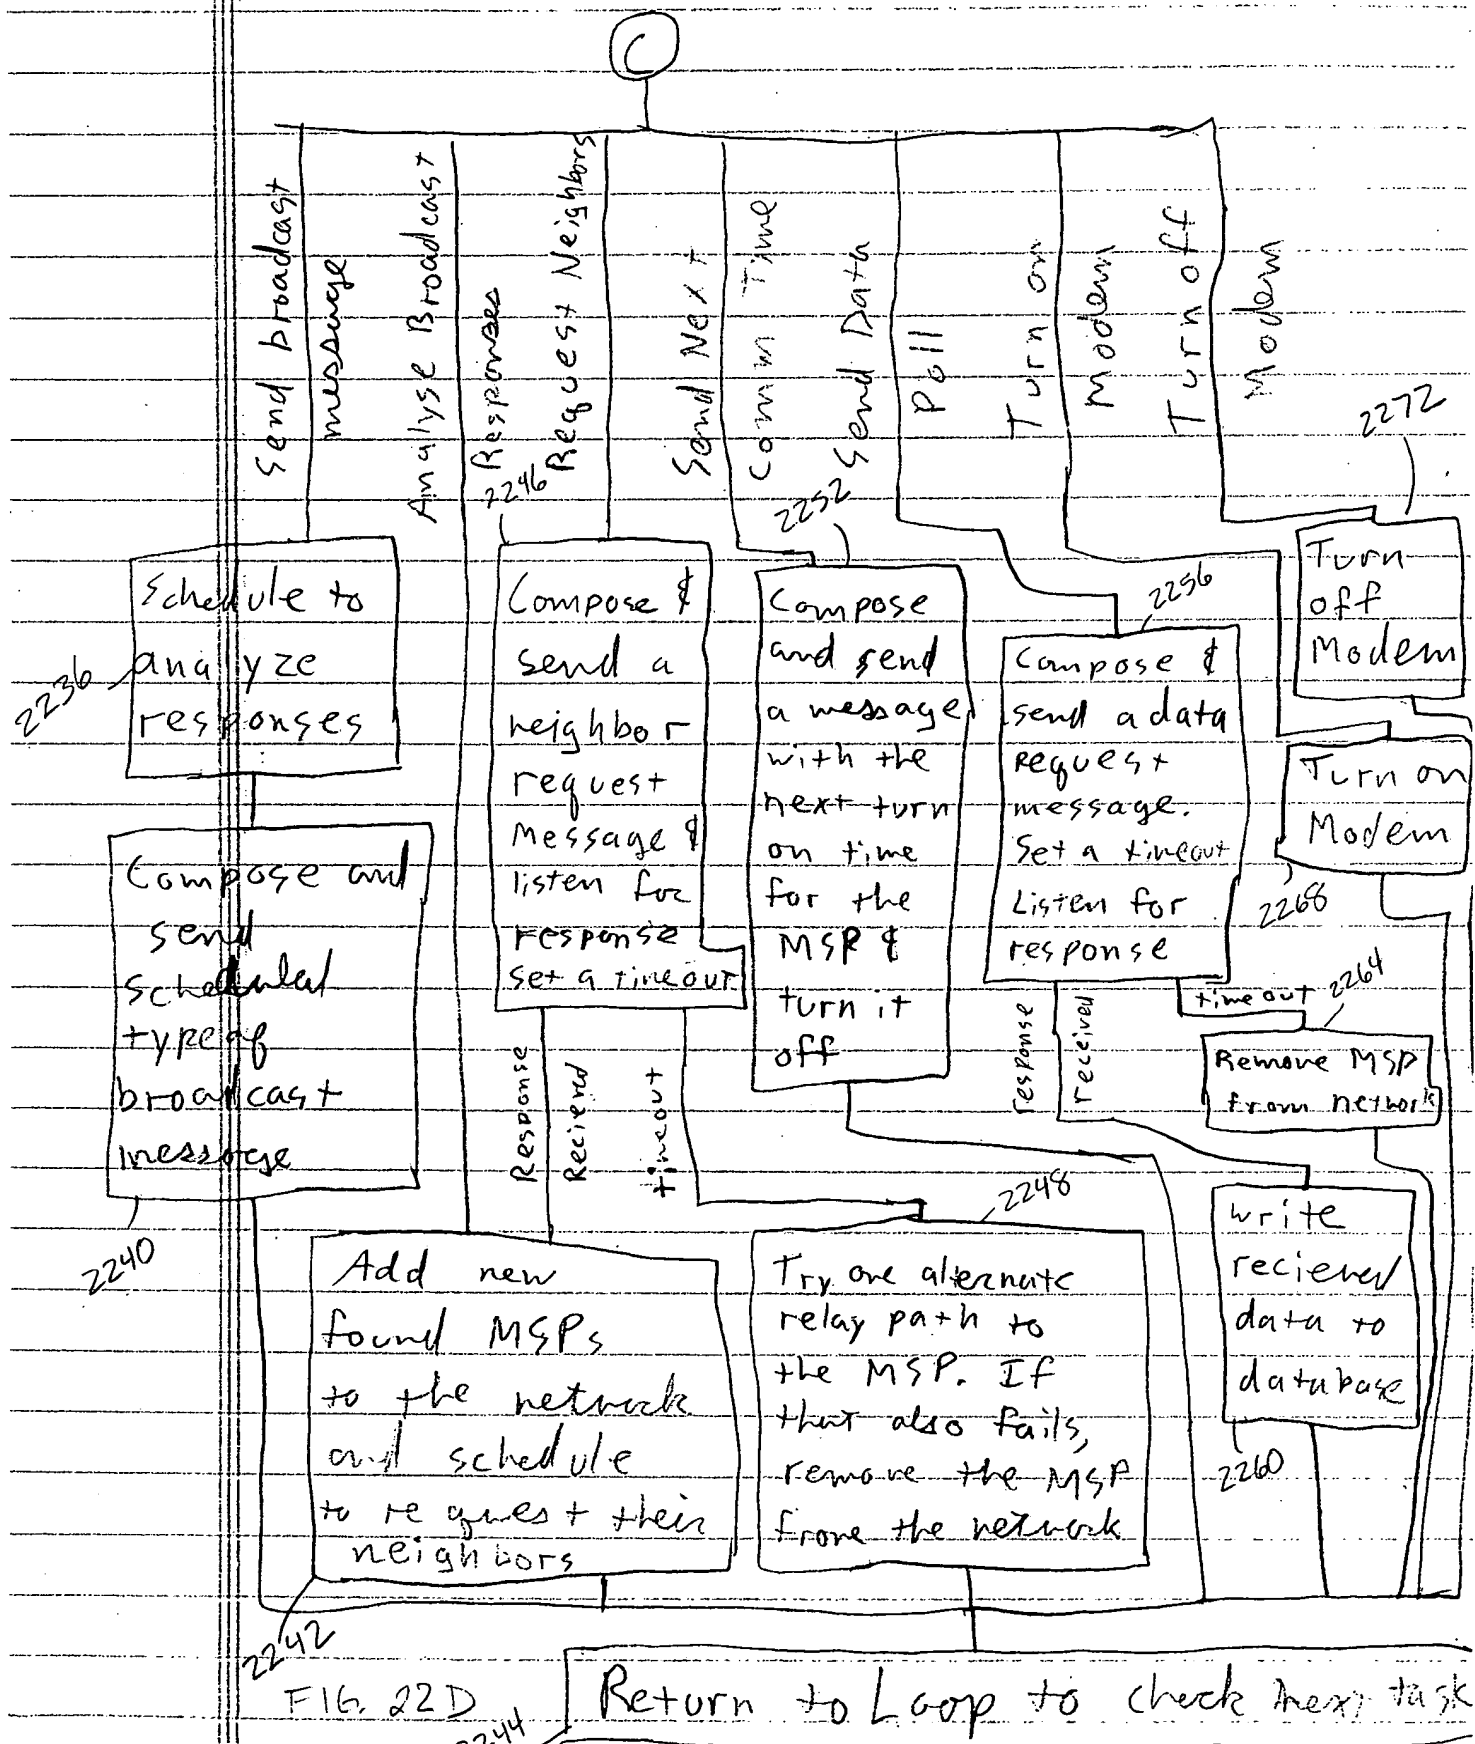 C
Send broadcast
message
Analyse Broadcast
Responses
Request Neighbors
Send Next
Comm Time
Send Data
Poll
Turn on
Modem
Turn off
Modem
2272
2246
2252
2256
Schedule to
analyze
responses
2236
Compose and
send
scheduled
type of
broadcast
message
2240
Compose &
send a
neighbor
request
Message &
listen for
response
set a timeout
Compose
and send
a message
with the
next turn
on time
for the
MSP &
turn it
off
Compose &
send a data
request
message.
Set a timeout
Listen for
response
Turn
off
Modem
Turn on
Modem
2268
Response
Recieved
timeout
response
received
timeout
2264
Remove MSP
from network
2248
Add new
found MSPs
to the network
and schedule
to request their
neighbors
2242
Try one alternate
relay path to
the MSP. If
that also fails,
remove the MSP
frome the network
write
recieved
data to
database
2260
FIG. 22D
2244
Return to Loop to check next task